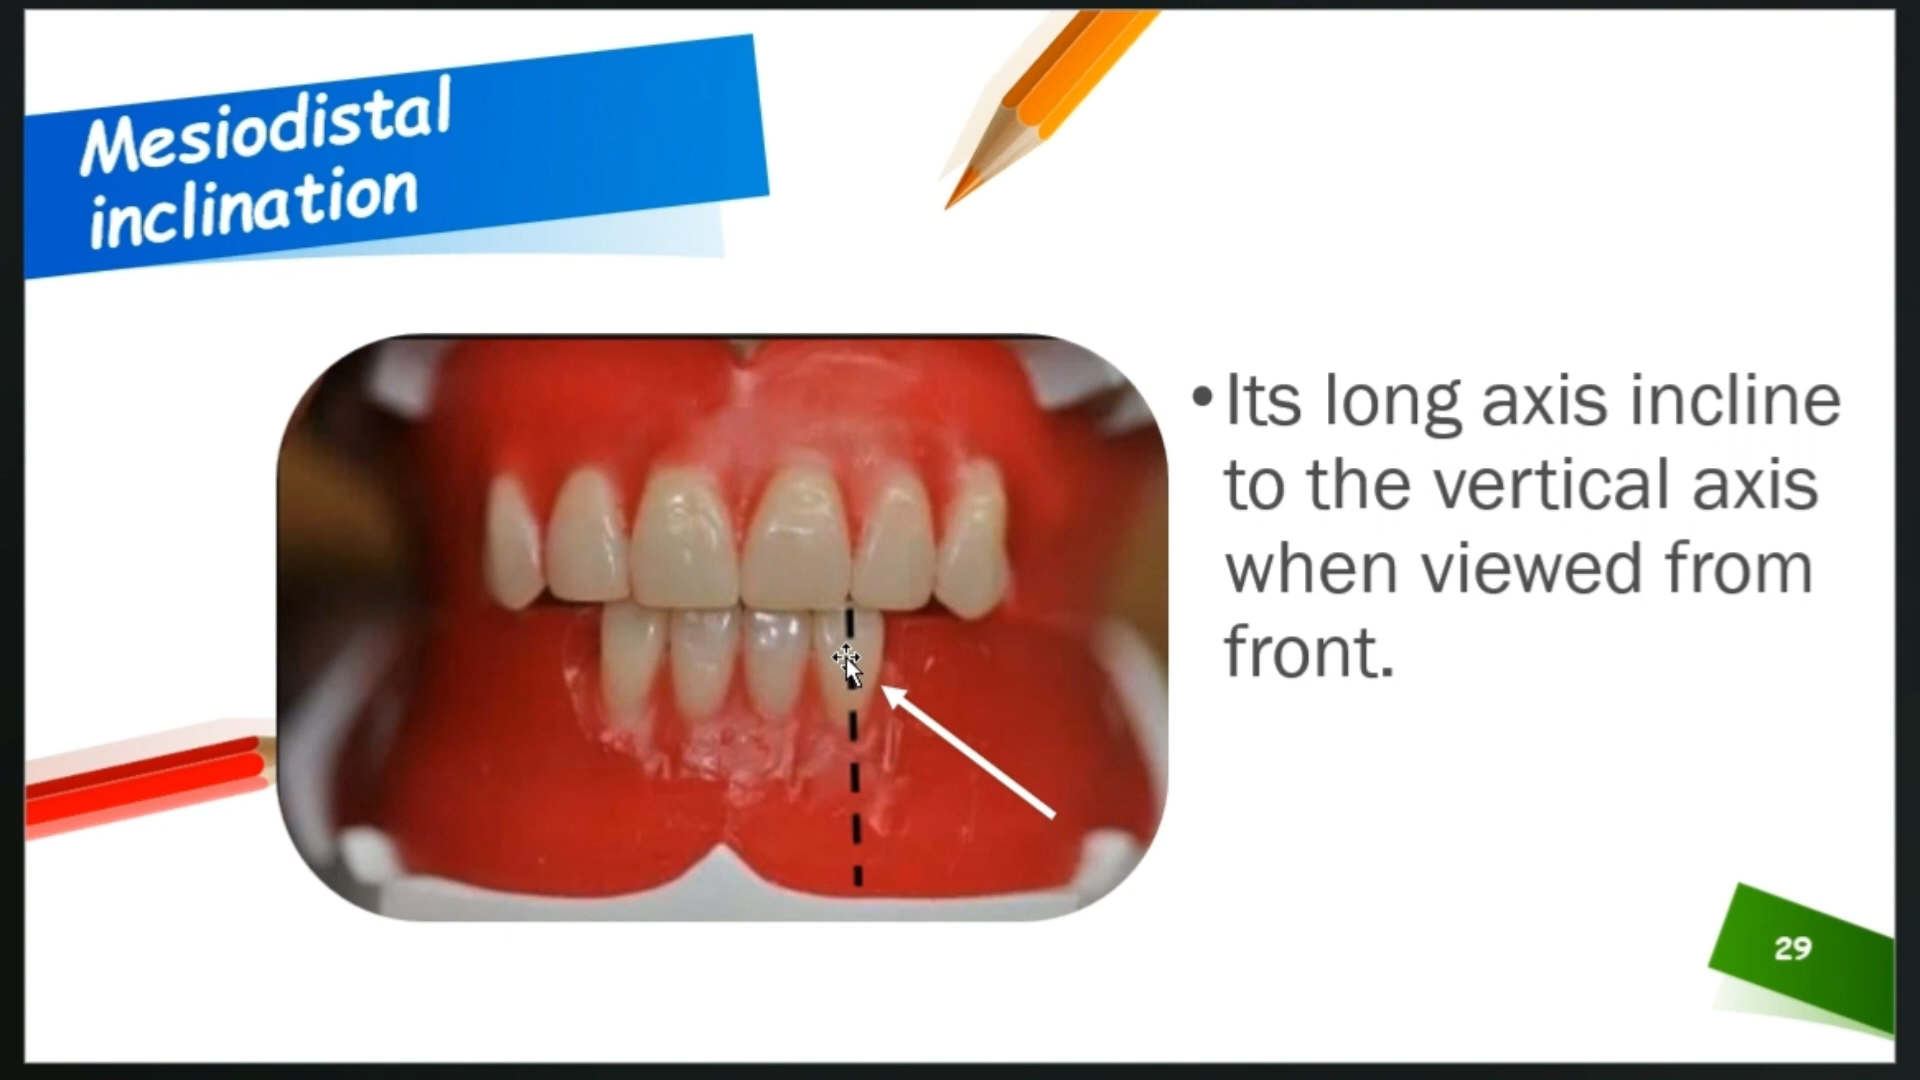 Mesiodistal
inclination
•Its long axis incline
to the vertical axis
when viewed from
front.
29